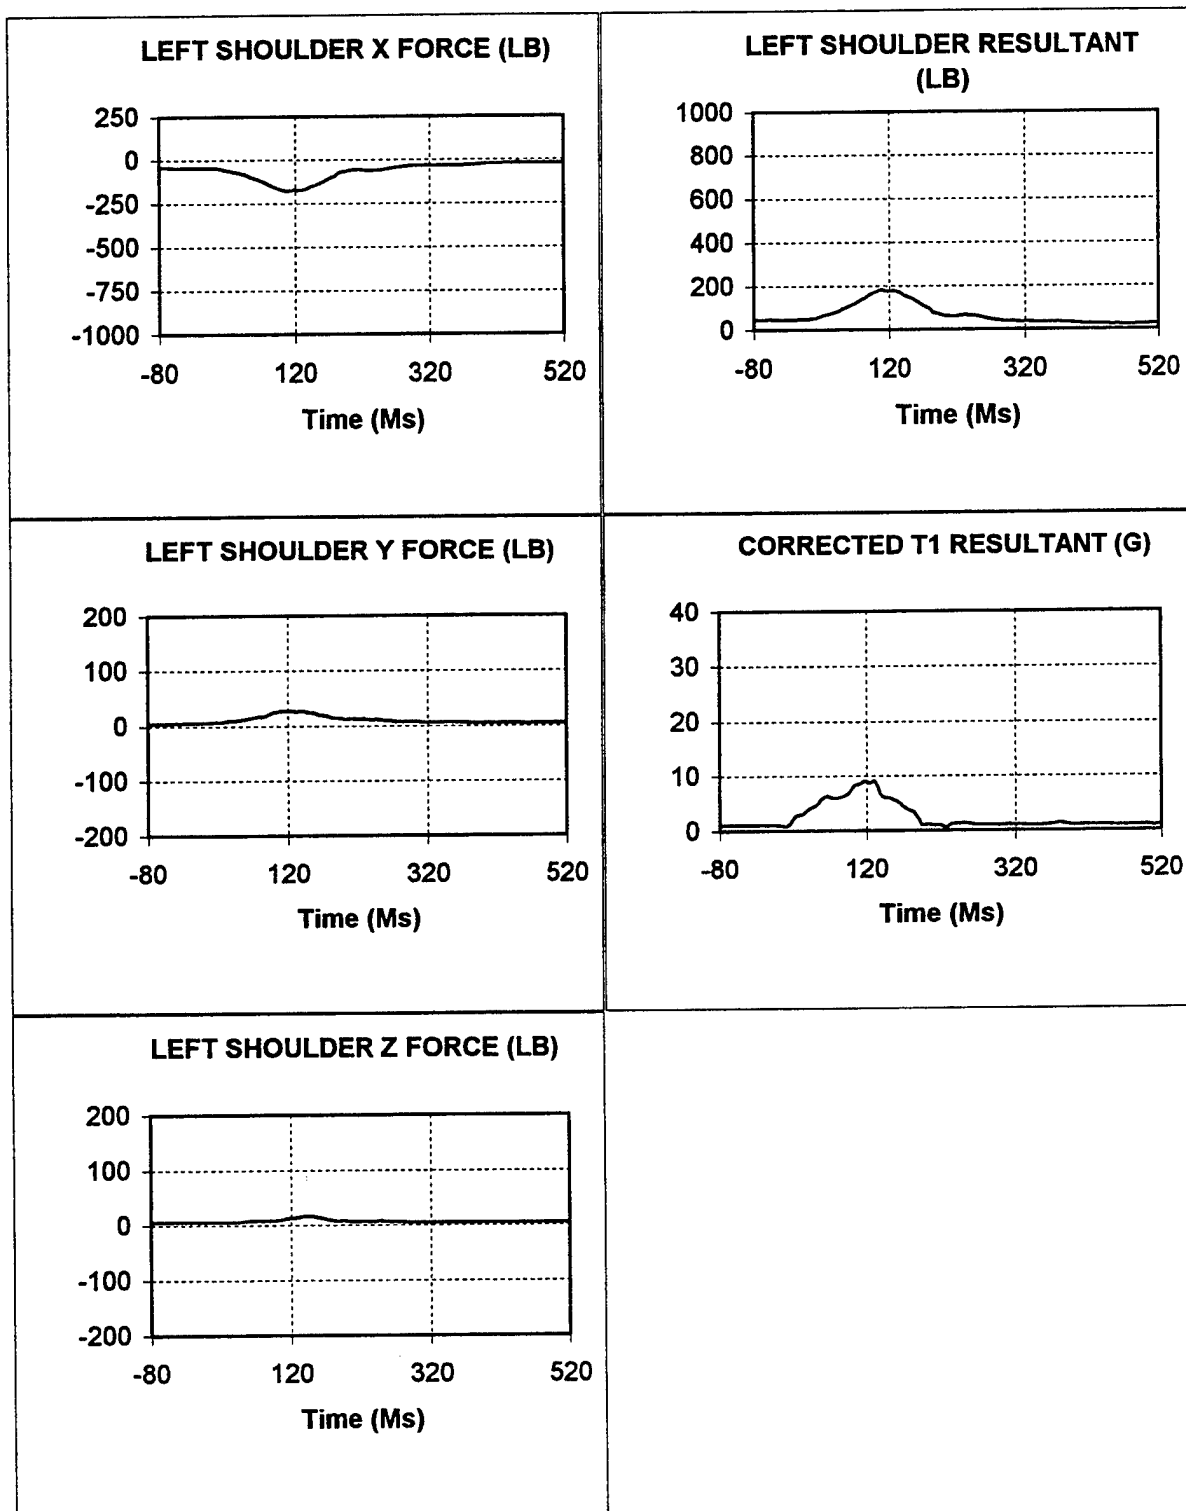 LEFT SHOULDER X FORCE (LB)
250
0
-250
-500
-750
-1000
-80 120 320 520
Time (Ms)
LEFT SHOULDER RESULTANT
(LB)
1000
800
600
400
200
0
-80 120 320 520
Time (Ms)
LEFT SHOULDER Y FORCE (LB)
200
100
0
-100
-200
-80 120 320 520
Time (Ms)
CORRECTED T1 RESULTANT (G)
40
30
20
10
0
-80 120 320 520
Time (Ms)
LEFT SHOULDER Z FORCE (LB)
200
100
0
-100
-200
-80 120 320 520
Time (Ms)